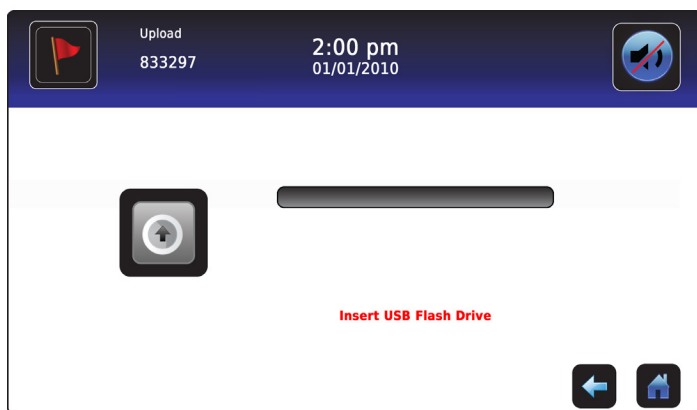 Upload
833297
2:00 pm
01/01/2010
Insert USB Flash Drive